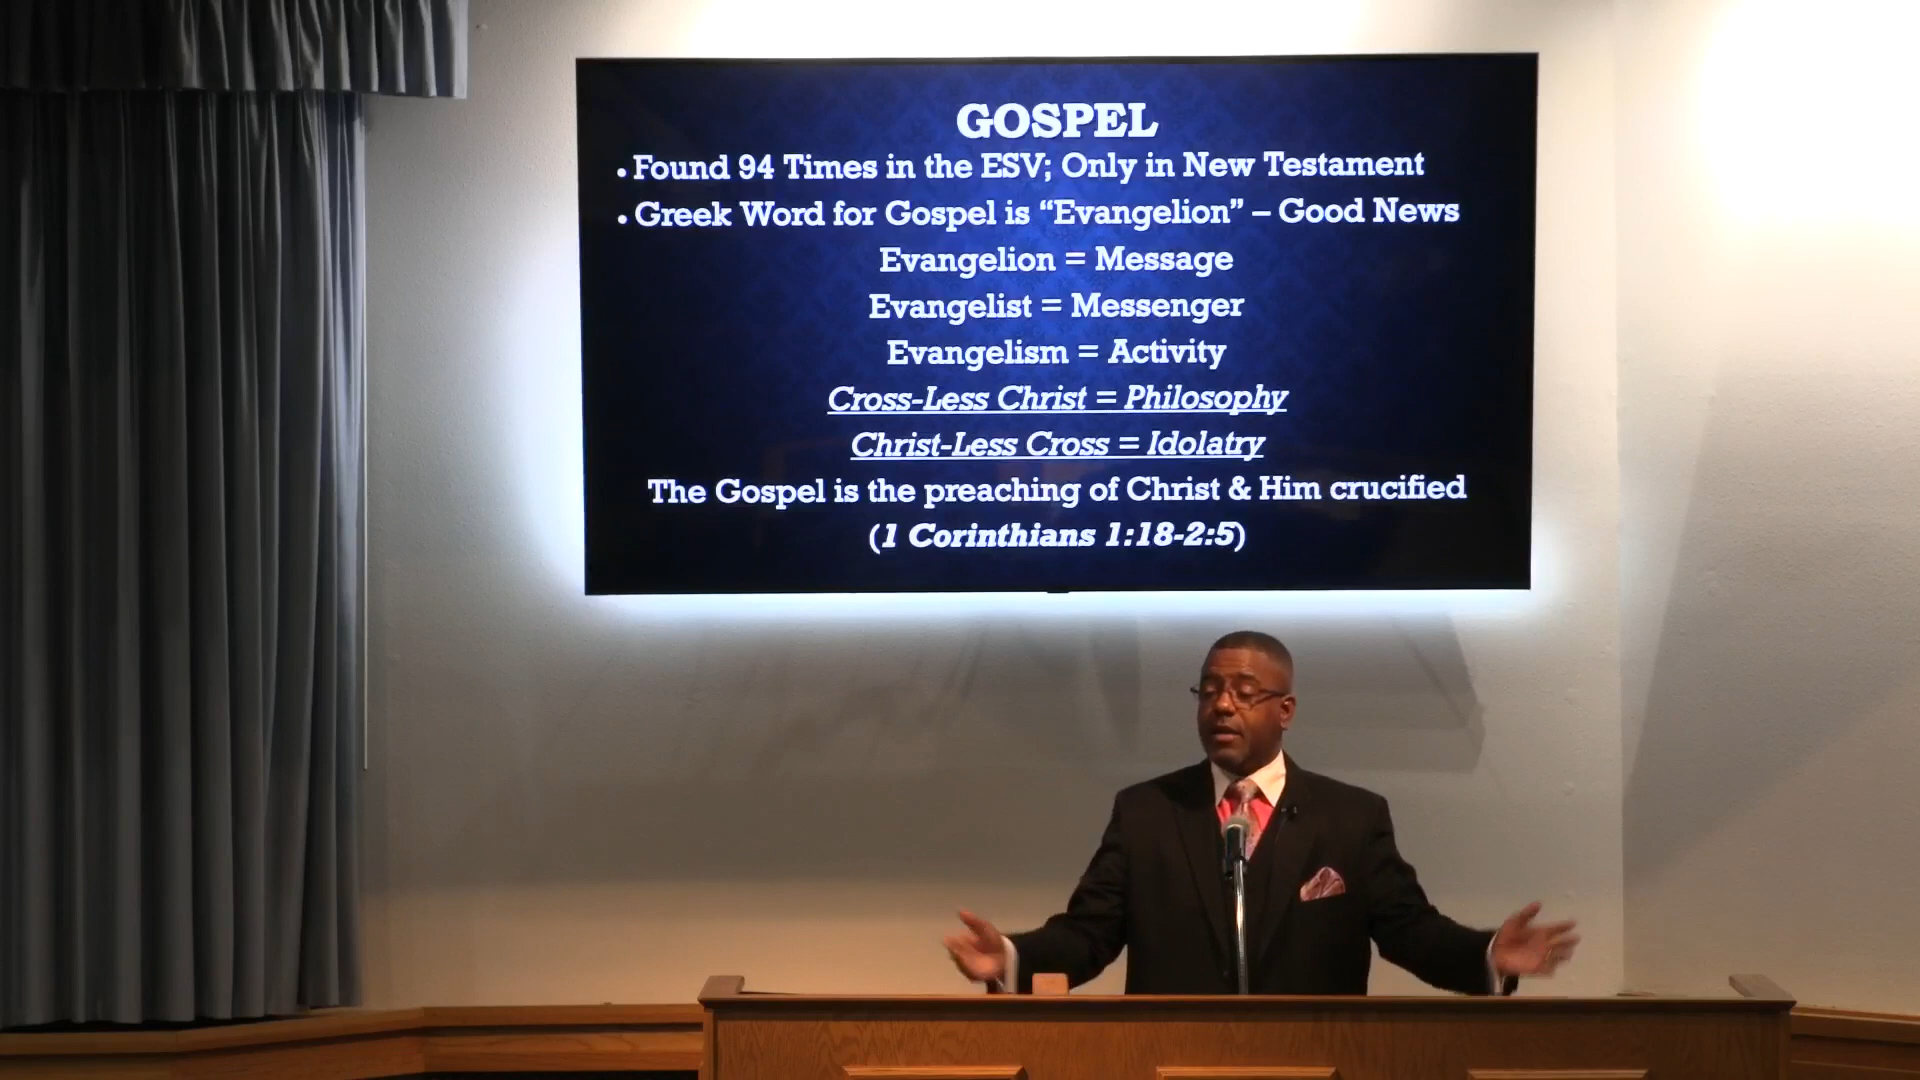 GOSPEL
• Found 94 Times in the ESV; Only in New Testament
• Greek Word for Gospel is “Evangelion” – Good News
Evangelion = Message
Evangelist = Messenger
Evangelism = Activity
Cross-Less Christ = Philosophy
Christ-Less Cross = Idolatry
The Gospel is the preaching of Christ & Him crucified
(1 Corinthians 1:18-2:5)